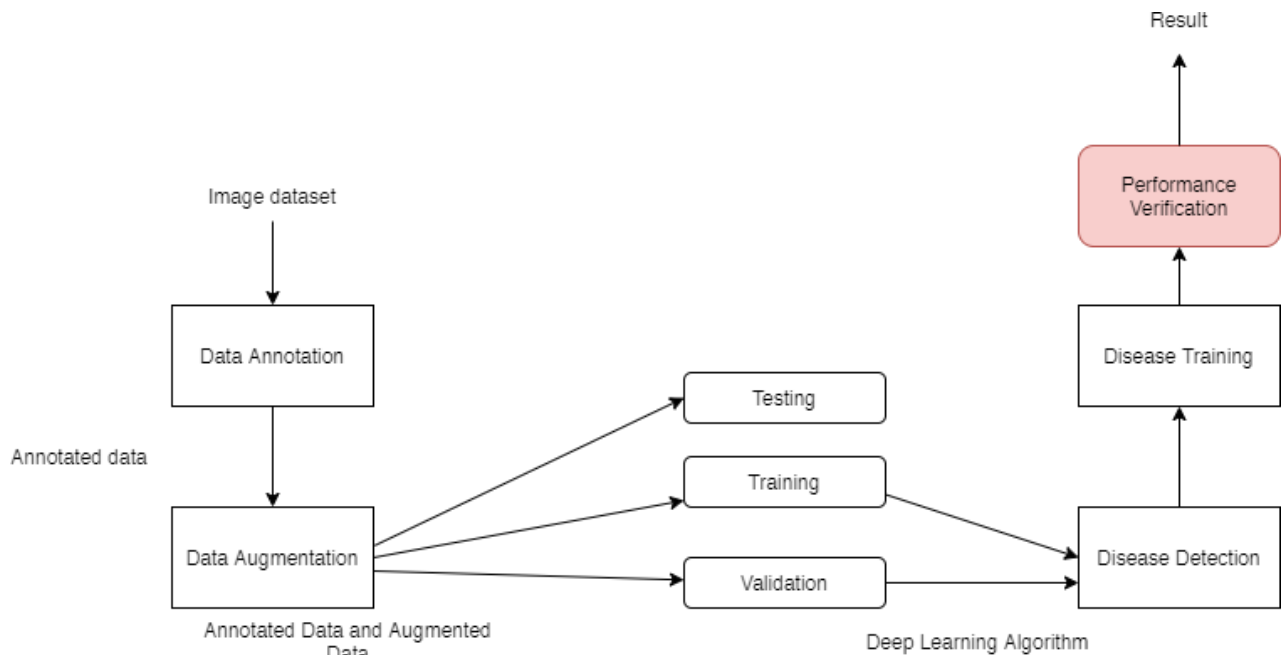 Result
Performance
Verification
Image dataset
Data Annotation
Disease Training
Testing
Annotated data
Training
Data Augmentation
Disease Detection
Validation
Annotated Data and Augmented
Data
Deep Learning Algorithm